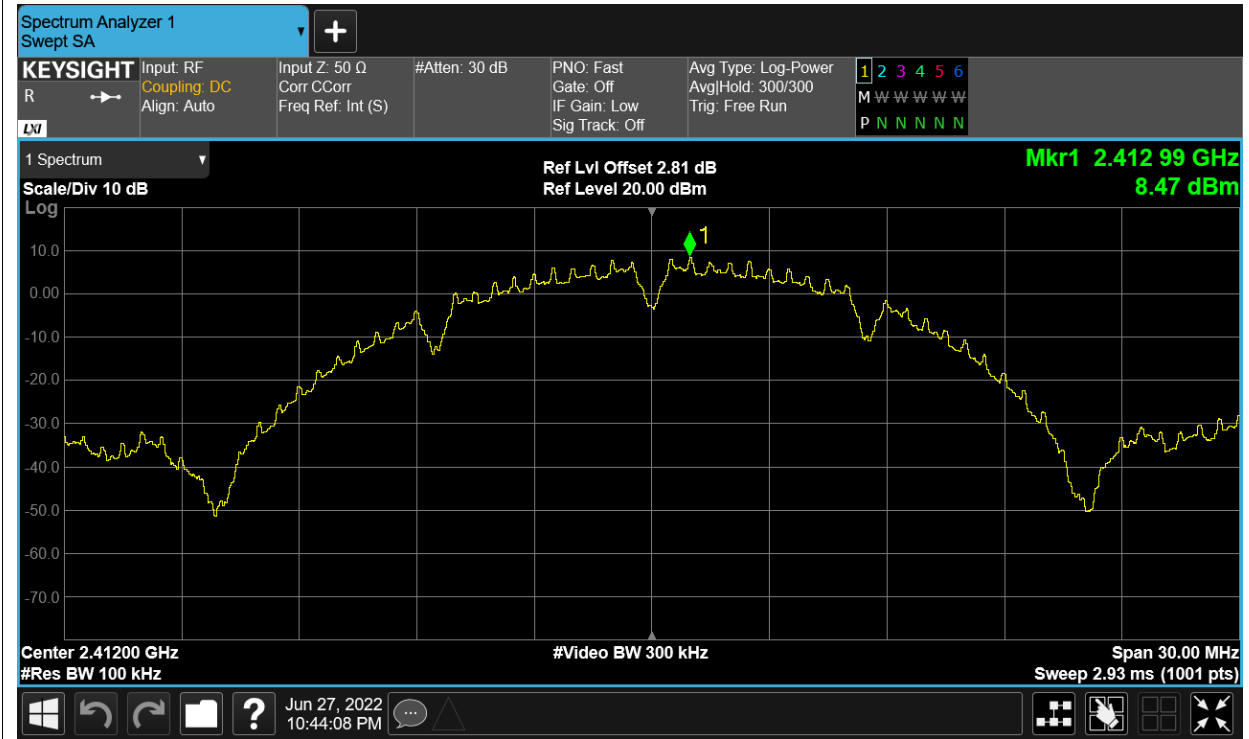 Spectrum Analyzer 1
Swept SA
+
KEYSIGHT
R
LXI
Input: RF
Coupling: DC
Align: Auto
Input Z: 50 Ω
Corr CCorr
Freq Ref: Int (S)
#Atten: 30 dB
PNO: Fast
Gate: Off
IF Gain: Low
Sig Track: Off
Avg Type: Log-Power
Avg|Hold: 300/300
Trig: Free Run
1 2 3 4 5 6
M W W W W W
P N N N N N
1 Spectrum
Scale/Div 10 dB
Ref Lvl Offset 2.81 dB
Ref Level 20.00 dBm
Mkr1 2.412 99 GHz
8.47 dBm
Log
1
10.0
0.00
-10.0
-20.0
-30.0
-40.0
-50.0
-60.0
-70.0
Center 2.41200 GHz
#Res BW 100 kHz
#Video BW 300 kHz
Span 30.00 MHz
Sweep 2.93 ms (1001 pts)
?
Jun 27, 2022
10:44:08 PM